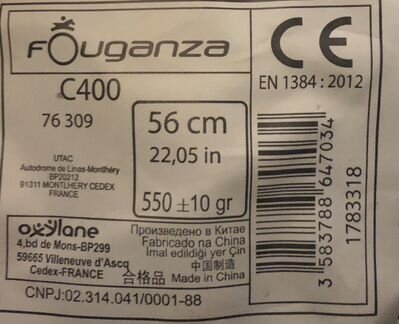 FOuganza
C400
76 309
UTAC
Autodrome de Linas-Monthéry
BP20212
91311 MONTLHERY CEDEX
FRANCE
56 cm
22,05 in
550 ±10 gr
CE
EN 1384 : 2012
3 583788 647034
1783318
oxylane
4,bd de Mons-BP299
59665 Villeneuve d'Ascq
Cedex-FRANCE
Произведено в Китае
Fabricado na China
Imal edildiği yer Çin
中国制造
合格品 Made in China
CNPJ:02.314.041/0001-88